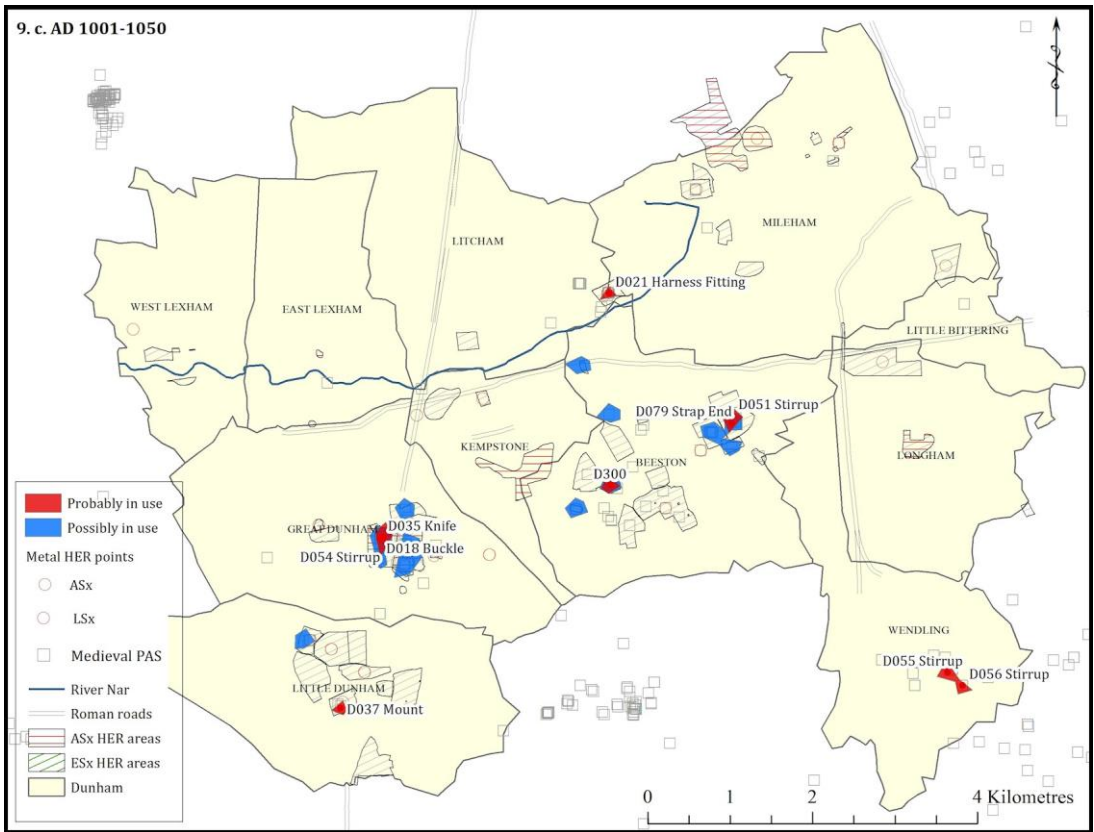 9. c. AD 1001-1050
LITCHAM
MILEHAM
D021 Harness Fitting
WEST LEXHAM
EAST LEXHAM
LITTLE BITTERING
D079 Strap End
D051 Stirrup
KEMPSTONE
BEESTON
LONGHAM
D300
GREAT DUNHAM
D035 Knife
D018 Buckle
D054 Stirrup
WENDLING
D055 Stirrup
D056 Stirrup
LITTLE DUNHAM
D037 Mount
Probably in use
Possibly in use
Metal HER points
ASx
LSx
Medieval PAS
River Nar
Roman roads
ASx HER areas
ESx HER areas
Dunham
0 1 2 4 Kilometres